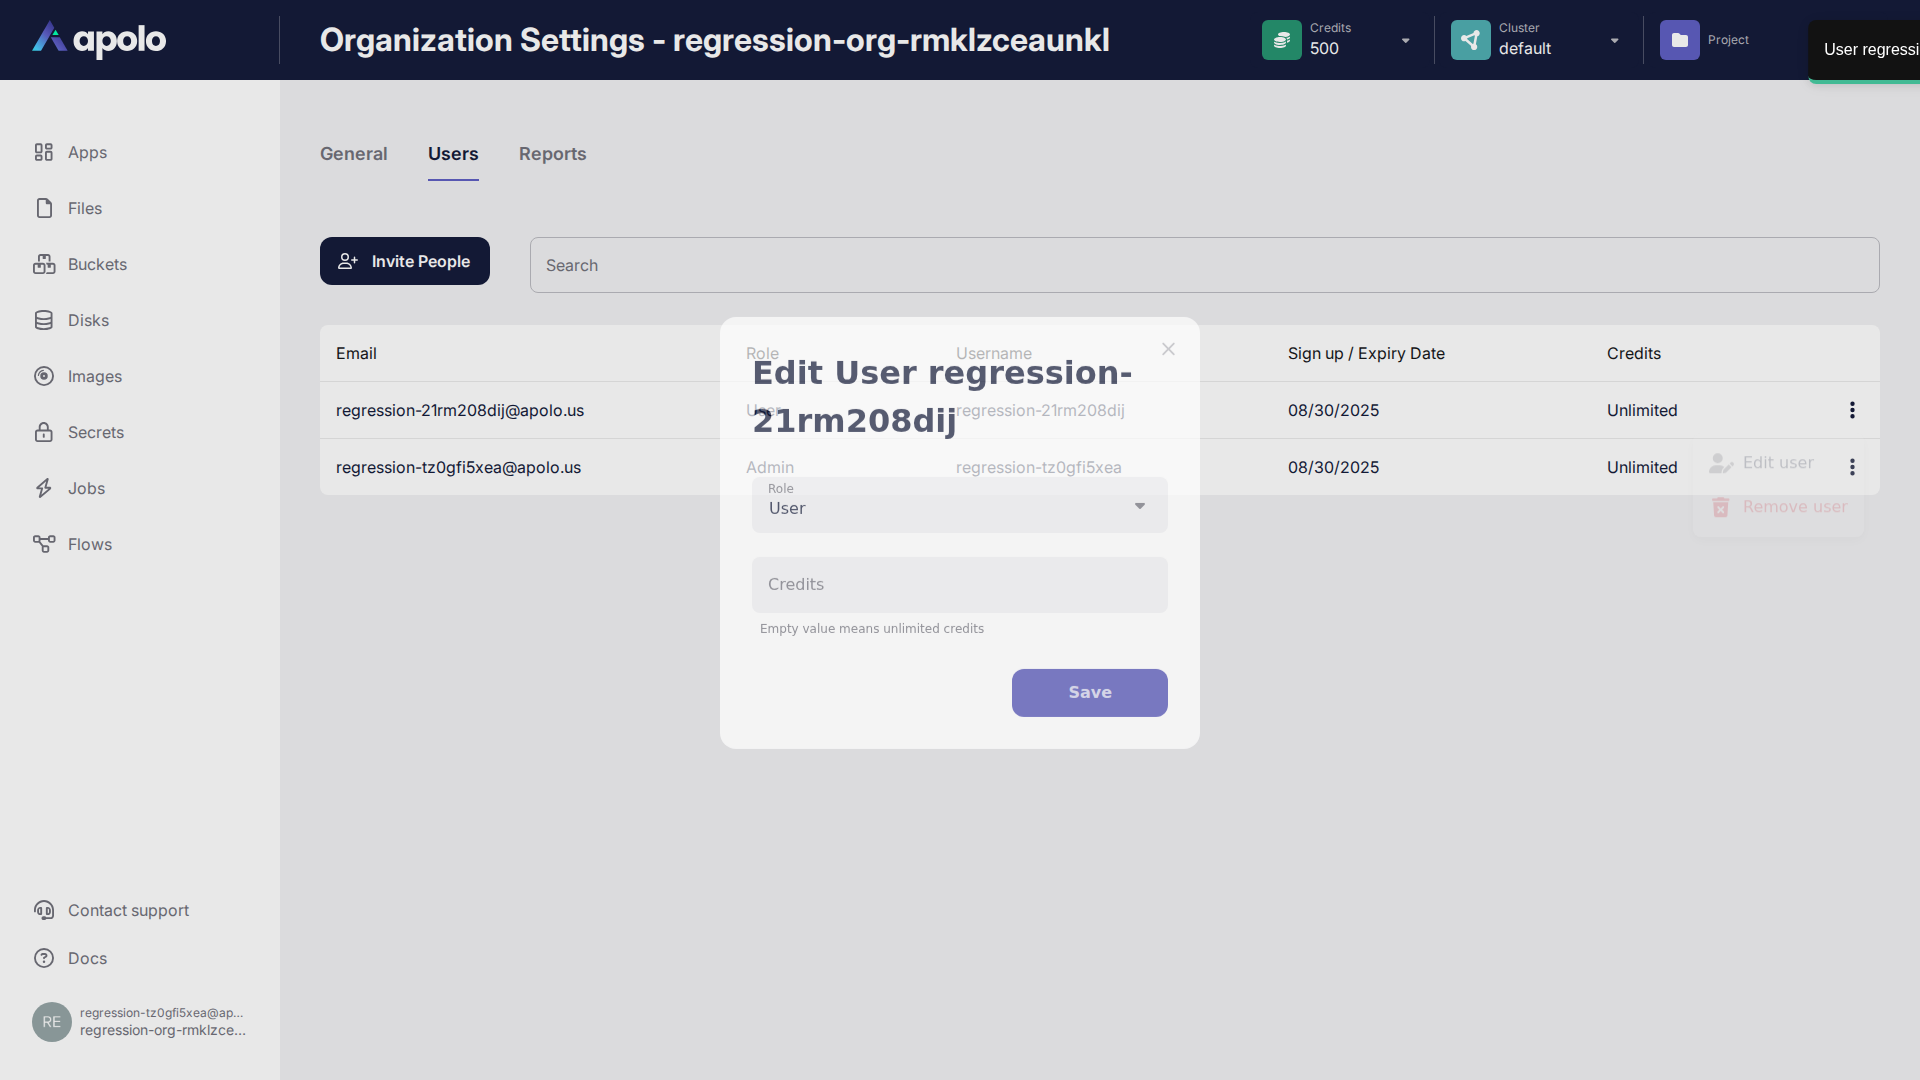 apolo
Organization Settings - regression-org-rmklzceaunkl
Credits
500
Cluster
default
Project
User regressi
Apps
Files
Buckets
Disks
Images
Secrets
Jobs
Flows
Contact support
Docs
RE
regression-tz0gfi5xea@ap...
regression-org-rmklzce...
General Users Reports
Invite People
Search
Email Role Username Sign up / Expiry Date Credits
regression-21rm208dij@apolo.us User regression-21rm208dij 08/30/2025 Unlimited
regression-tz0gfi5xea@apolo.us Admin regression-tz0gfi5xea 08/30/2025 Unlimited
Edit user
Remove user
Edit User regression-
21rm208dij
Role
User
Credits
Empty value means unlimited credits
Save